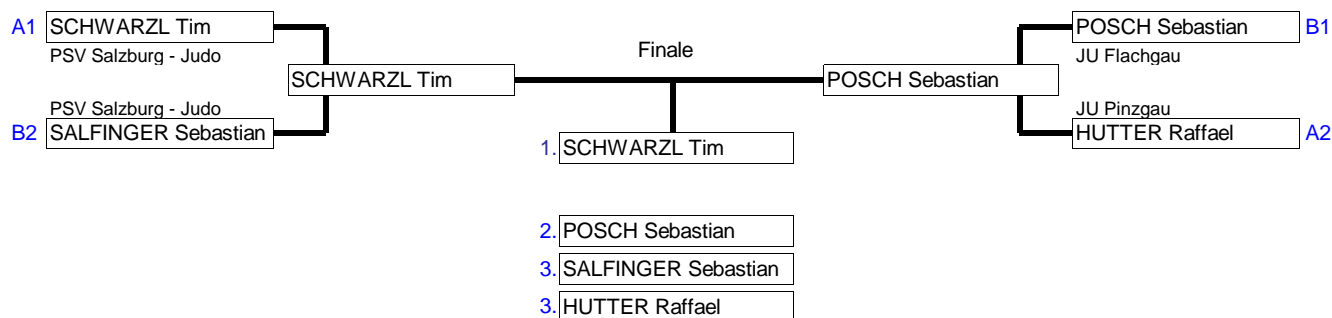 A1 SCHWARZL Tim
PSV Salzburg - Judo
PSV Salzburg - Judo
B2 SALFINGER Sebastian
SCHWARZL Tim
Finale
POSCH Sebastian
POSCH Sebastian B1
JU Flachgau
JU Pinzgau
HUTTER Raffael A2
1. SCHWARZL Tim
2. POSCH Sebastian
3. SALFINGER Sebastian
3. HUTTER Raffael